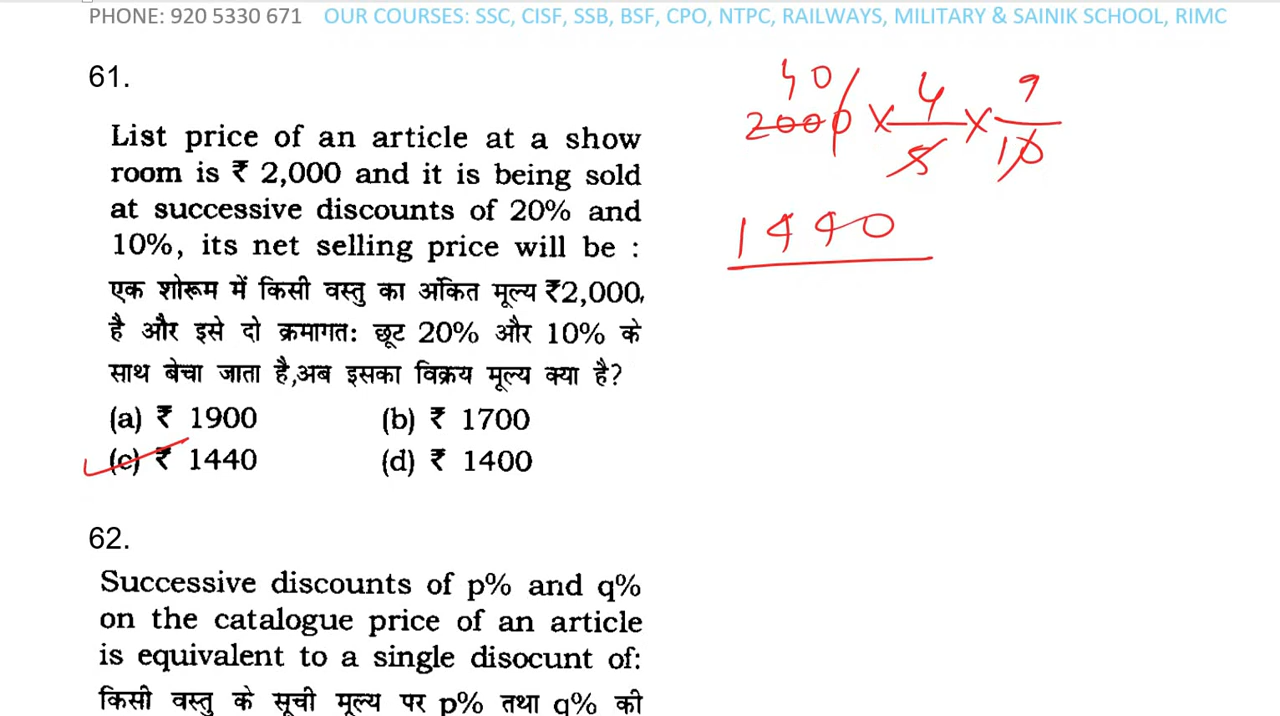 PHONE: 920 5330 671 OUR COURSES: SSC, CISF, SSB, BSF, CPO, NTPC, RAILWAYS, MILITARY & SAINIK SCHOOL, RIMC
61.
List price of an article at a show
room is ₹ 2,000 and it is being sold
at successive discounts of 20% and
10%, its net selling price will be :
एक शोरूम में किसी वस्तु का अंकित मूल्य ₹2,000,
है और इसे दो क्रमागत: छूट 20% और 10% के
साथ बेचा जाता है,अब इसका विक्रय मूल्य क्या है?
(a) ₹ 1900 (b) ₹ 1700
(c) ₹ 1440 (d) ₹ 1400
40
2000 × 4/5 × 9/10
1440
62.
Successive discounts of p% and q%
on the catalogue price of an article
is equivalent to a single disocunt of:
किसी वस्तु के सूची मूल्य पर p% तथा q% की